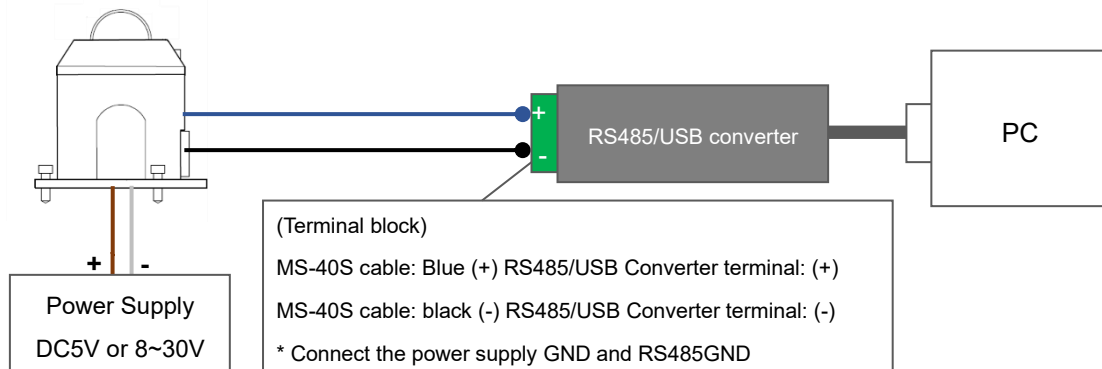 +
-
RS485/USB converter
PC
(Terminal block)
MS-40S cable: Blue (+) RS485/USB Converter terminal: (+)
MS-40S cable: black (-) RS485/USB Converter terminal: (-)
* Connect the power supply GND and RS485GND
+ -
Power Supply
DC5V or 8~30V